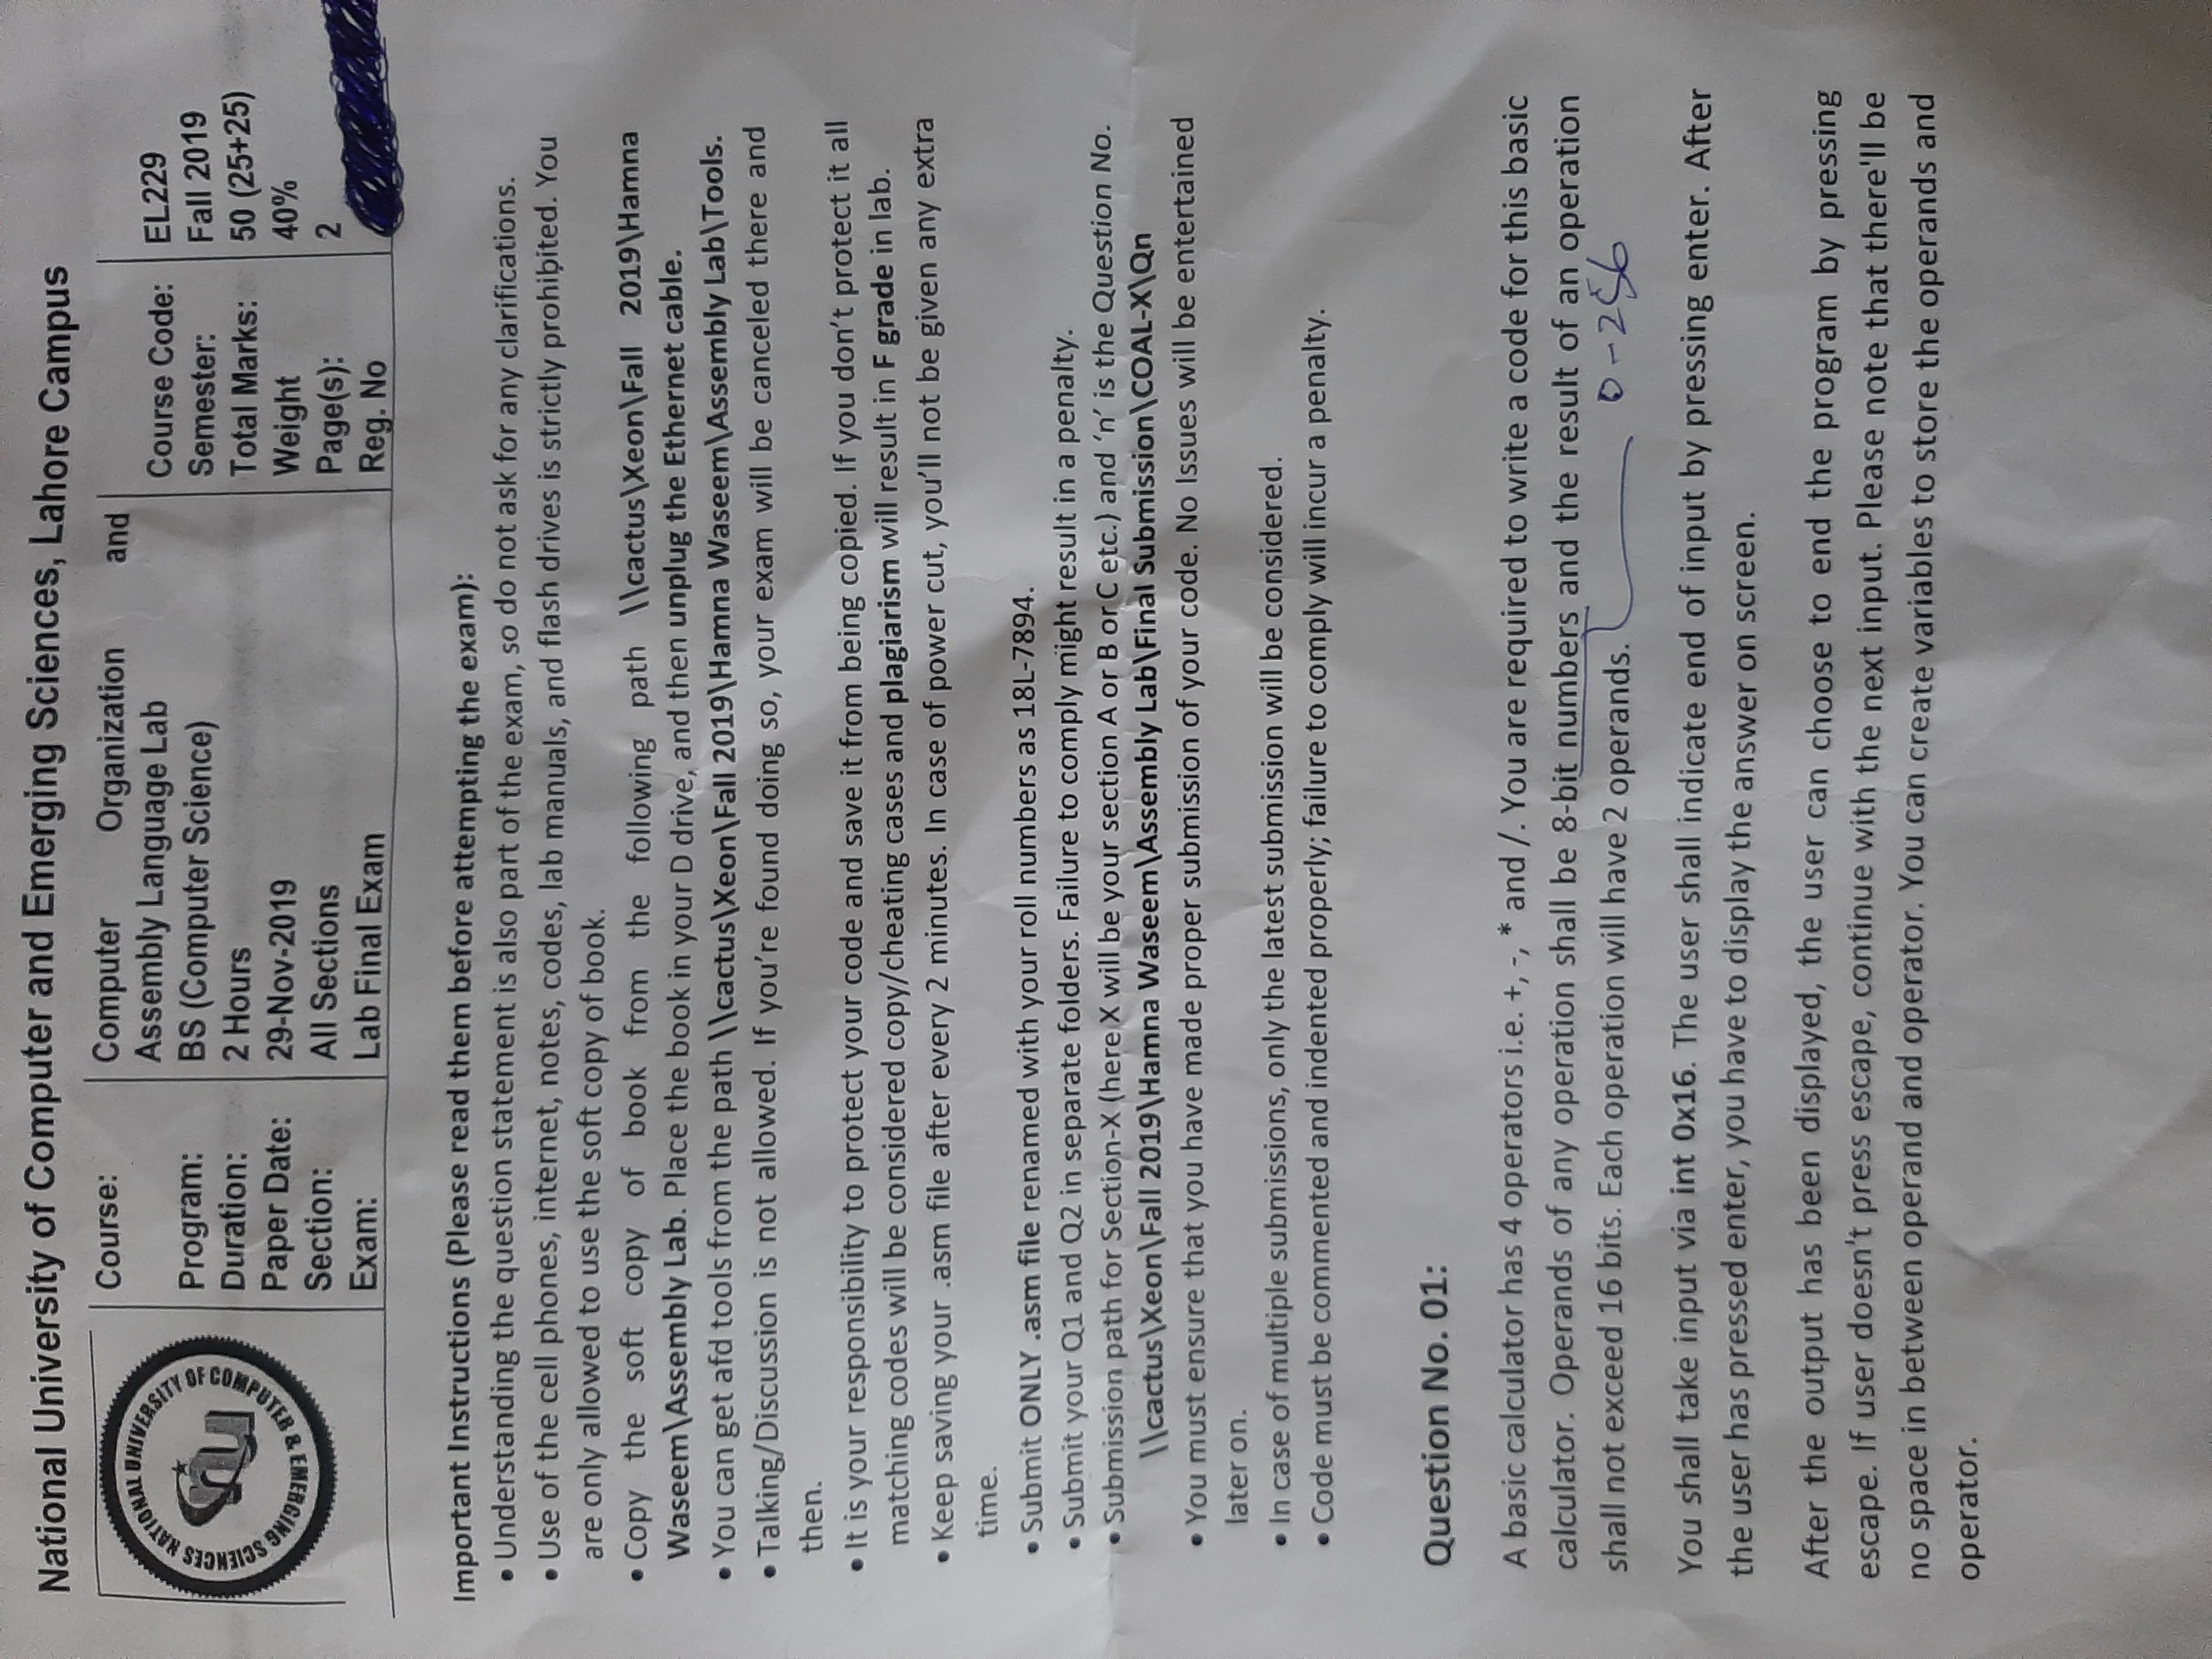 National University of Computer and Emerging Sciences, Lahore Campus
NATIONAL UNIVERSITY OF COMPUTER & EMERGING SCIENCES
nu
Course: Computer Organization and
Assembly Language Lab
Course Code: EL229
Program: BS (Computer Science)
Semester: Fall 2019
Duration: 2 Hours
Total Marks: 50 (25+25)
Paper Date: 29-Nov-2019
Weight 40%
Section: All Sections
Page(s): 2
Exam: Lab Final Exam
Reg. No
Important Instructions (Please read them before attempting the exam):
• Understanding the question statement is also part of the exam, so do not ask for any clarifications.
• Use of the cell phones, internet, notes, codes, lab manuals, and flash drives is strictly prohibited. You
are only allowed to use the soft copy of book.
• Copy the soft copy of book from the following path \\cactus\Xeon\Fall 2019\Hamna
Waseem\Assembly Lab. Place the book in your D drive, and then unplug the Ethernet cable.
• You can get afd tools from the path \\cactus\Xeon\Fall 2019\Hamna Waseem\Assembly Lab\Tools.
• Talking/Discussion is not allowed. If you're found doing so, your exam will be canceled there and
then.
• It is your responsibility to protect your code and save it from being copied. If you don't protect it all
matching codes will be considered copy/cheating cases and plagiarism will result in F grade in lab.
• Keep saving your .asm file after every 2 minutes. In case of power cut, you'll not be given any extra
time.
• Submit ONLY .asm file renamed with your roll numbers as 18L-7894.
• Submit your Q1 and Q2 in separate folders. Failure to comply might result in a penalty.
• Submission path for Section-X (here X will be your section A or B or C etc.) and 'n' is the Question No.
\\cactus\Xeon\Fall 2019\Hamna Waseem\Assembly Lab\Final Submission\COAL-X\Qn
• You must ensure that you have made proper submission of your code. No Issues will be entertained
later on.
• In case of multiple submissions, only the latest submission will be considered.
• Code must be commented and indented properly; failure to comply will incur a penalty.
Question No. 01:
A basic calculator has 4 operators i.e. +, -, * and /. You are required to write a code for this basic
calculator. Operands of any operation shall be 8-bit numbers and the result of an operation
shall not exceed 16 bits. Each operation will have 2 operands.
0-256
You shall take input via int 0x16. The user shall indicate end of input by pressing enter. After
the user has pressed enter, you have to display the answer on screen.
After the output has been displayed, the user can choose to end the program by pressing
escape. If user doesn't press escape, continue with the next input. Please note that there'll be
no space in between operand and operator. You can create variables to store the operands and
operator.